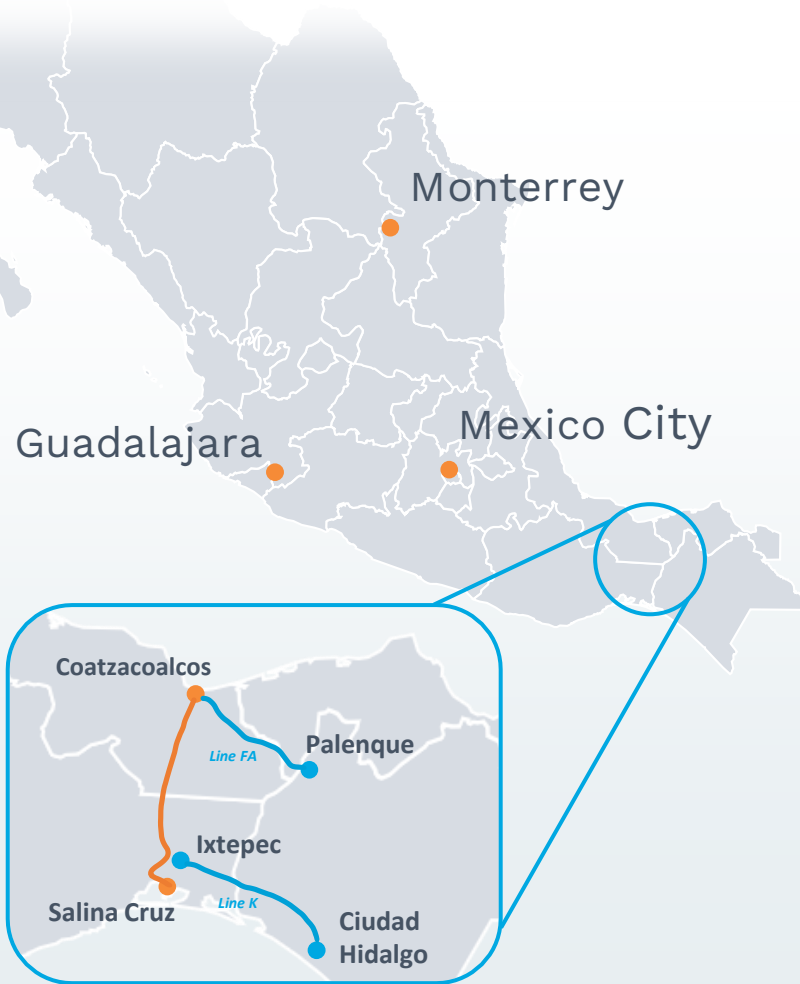 Monterrey
Mexico City
Guadalajara
Coatzacoalcos
Palenque
Line FA
Ixtepec
Line K
Salina Cruz
Ciudad
Hidalgo